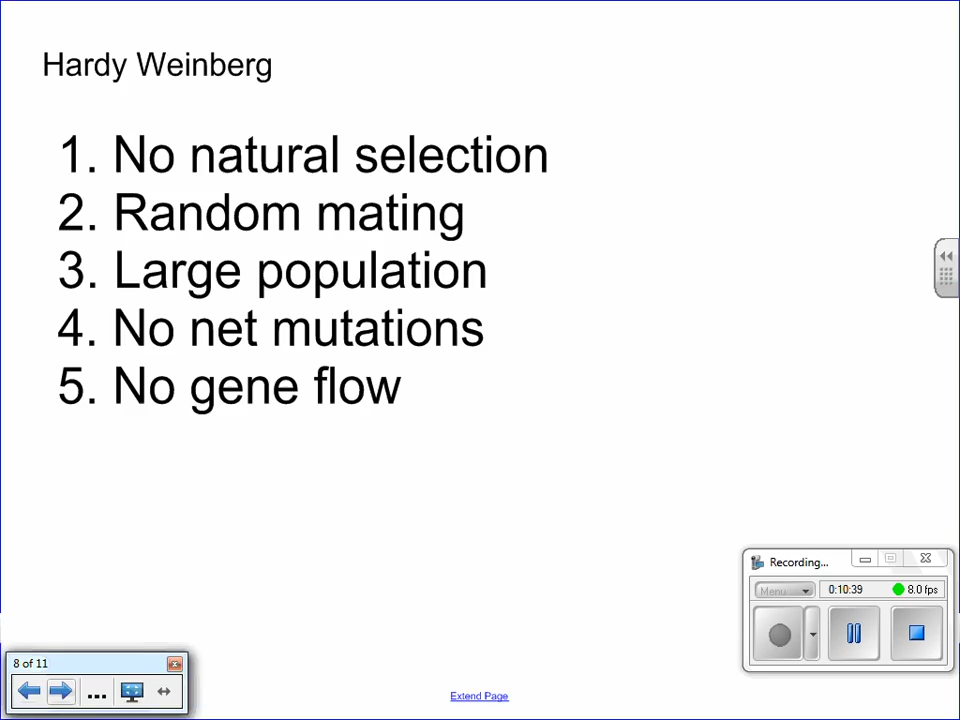 Hardy Weinberg
1. No natural selection
2. Random mating
3. Large population
4. No net mutations
5. No gene flow
Recording...
Menu
0:10:39
8.0 fps
8 of 11
...
Extend Page